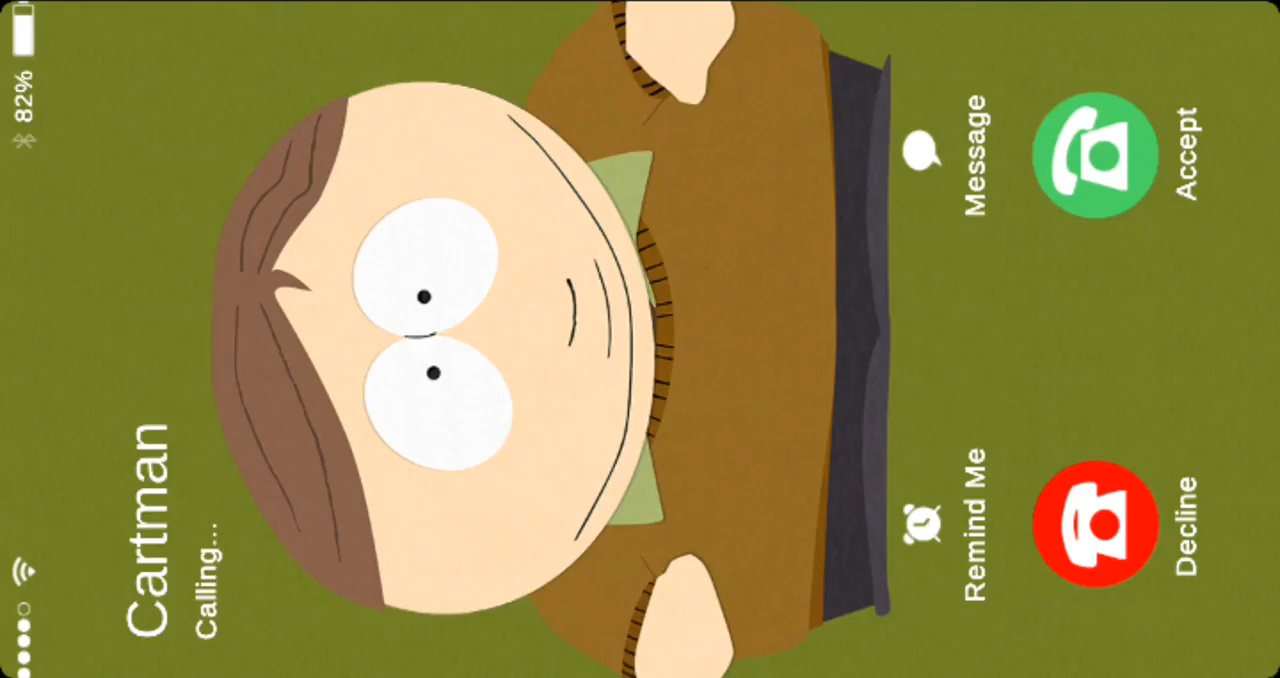 82%
Cartman
Calling...
Remind Me
Message
Decline
Accept